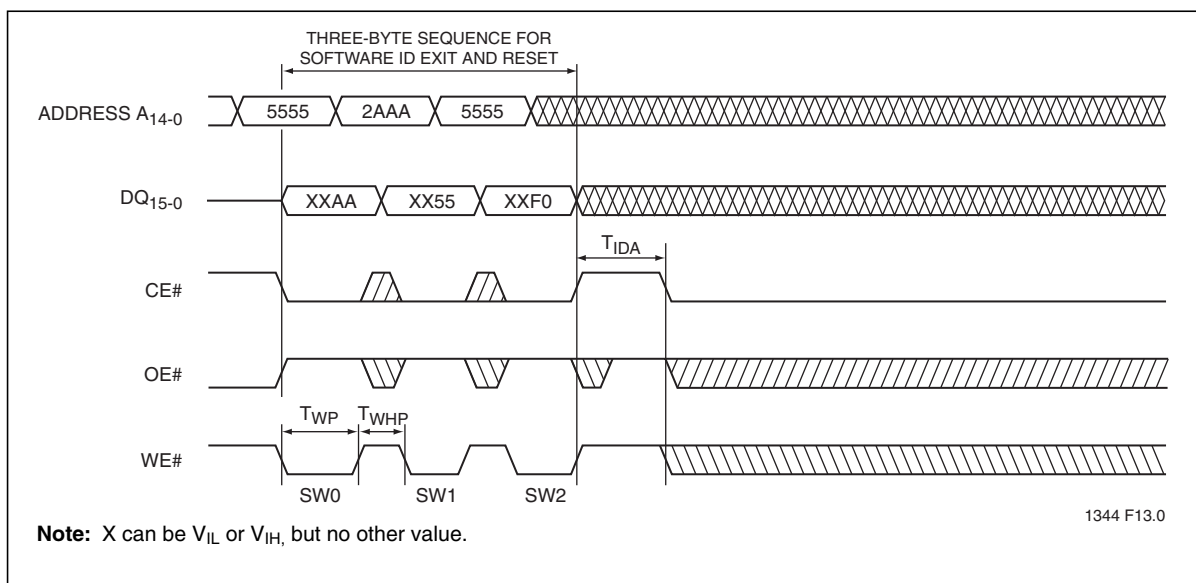 THREE-BYTE SEQUENCE FOR
SOFTWARE ID EXIT AND RESET
ADDRESS A14-0
5555 2AAA 5555
DQ15-0
XXAA XX55 XXF0
TIDA
CE#
OE#
TWP TWHP
WE#
SW0 SW1 SW2
1344 F13.0
Note: X can be VIL or VIH, but no other value.